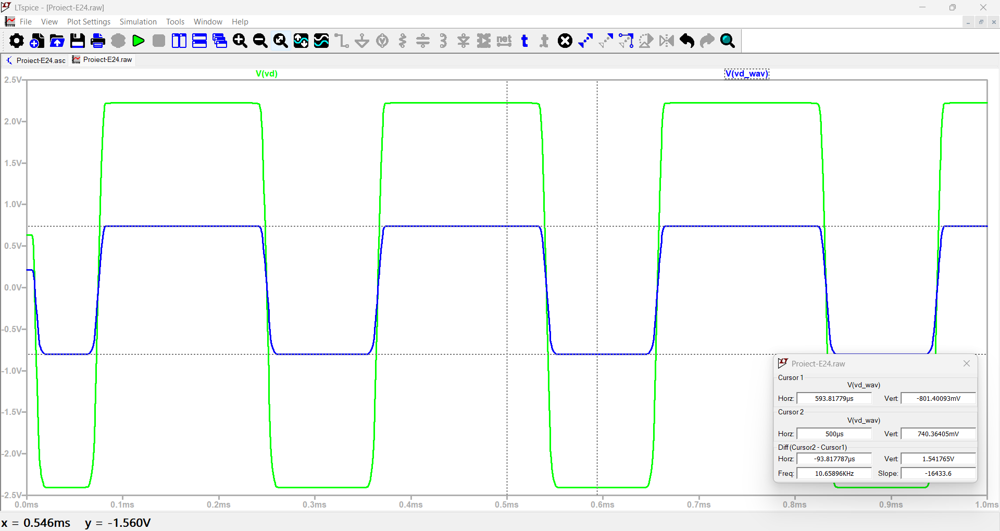 LTspice - [Proiect-E24.raw]
File View Plot Settings Simulation Tools Window Help
net t t
Proiect-E24.asc Proiect-E24.raw
V(vd) V(vd_wav)
2.5V
2.0V
1.5V
1.0V
0.5V
0.0V
-0.5V
-1.0V
-1.5V
-2.0V
-2.5V
0.0ms 0.1ms 0.2ms 0.3ms 0.4ms 0.5ms 0.6ms 0.7ms 0.8ms 0.9ms 1.0ms
Proiect-E24.raw
Cursor 1
V(vd_wav)
Horz: 593.81779µs Vert: -801.40093mV
Cursor 2
V(vd_wav)
Horz: 500µs Vert: 740.36405mV
Diff (Cursor2 - Cursor1)
Horz: -93.817787µs Vert: 1.541765V
Freq: 10.65896KHz Slope: -16433.6
x = 0.546ms y = -1.560V